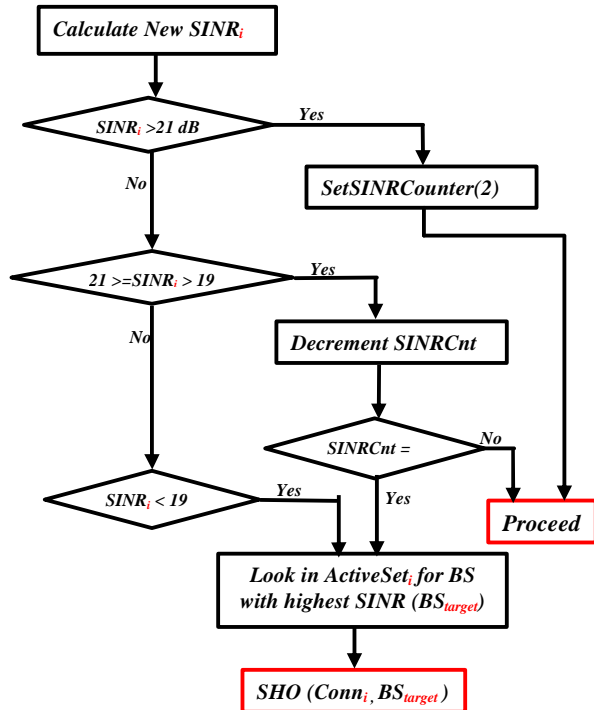 Calculate New SINRi
SINRi >21 dB
Yes
No
SetSINRCounter(2)
21 >=SINRi > 19
Yes
No
Decrement SINRCnt
SINRCnt =
No
Yes
SINRi < 19
Yes
Proceed
Look in ActiveSeti for BS
with highest SINR (BStarget)
SHO (Conni , BStarget )